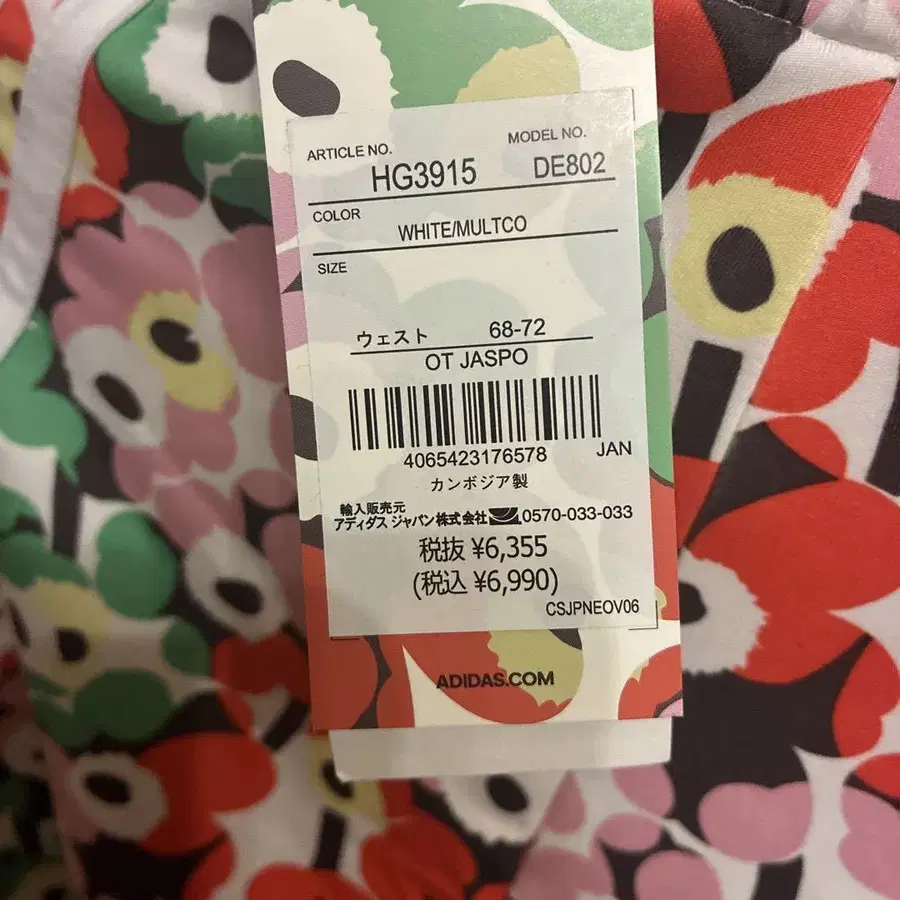 ARTICLE NO. MODEL NO.
HG3915 DE802
COLOR
WHITE/MULTCO
SIZE
ウェスト 68-72
OT JASPO
4065423176578 JAN
カンボジア製
輸入販売元
アディダス ジャパン株式会社 0570-033-033
税抜 ¥6,355
(税込 ¥6,990)
CSJPNEOV06
ADIDAS.COM